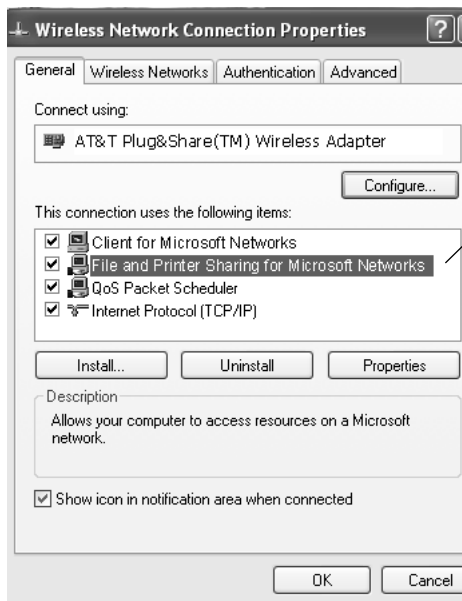 Wireless Network Connection Properties ?
General Wireless Networks Authentication Advanced
Connect using:
AT&T Plug&Share(TM) Wireless Adapter
Configure...
This connection uses the following items:
Client for Microsoft Networks
File and Printer Sharing for Microsoft Networks
QoS Packet Scheduler
Internet Protocol (TCP/IP)
Install... Uninstall Properties
Description
Allows your computer to access resources on a Microsoft
network.
Show icon in notification area when connected
OK Cancel